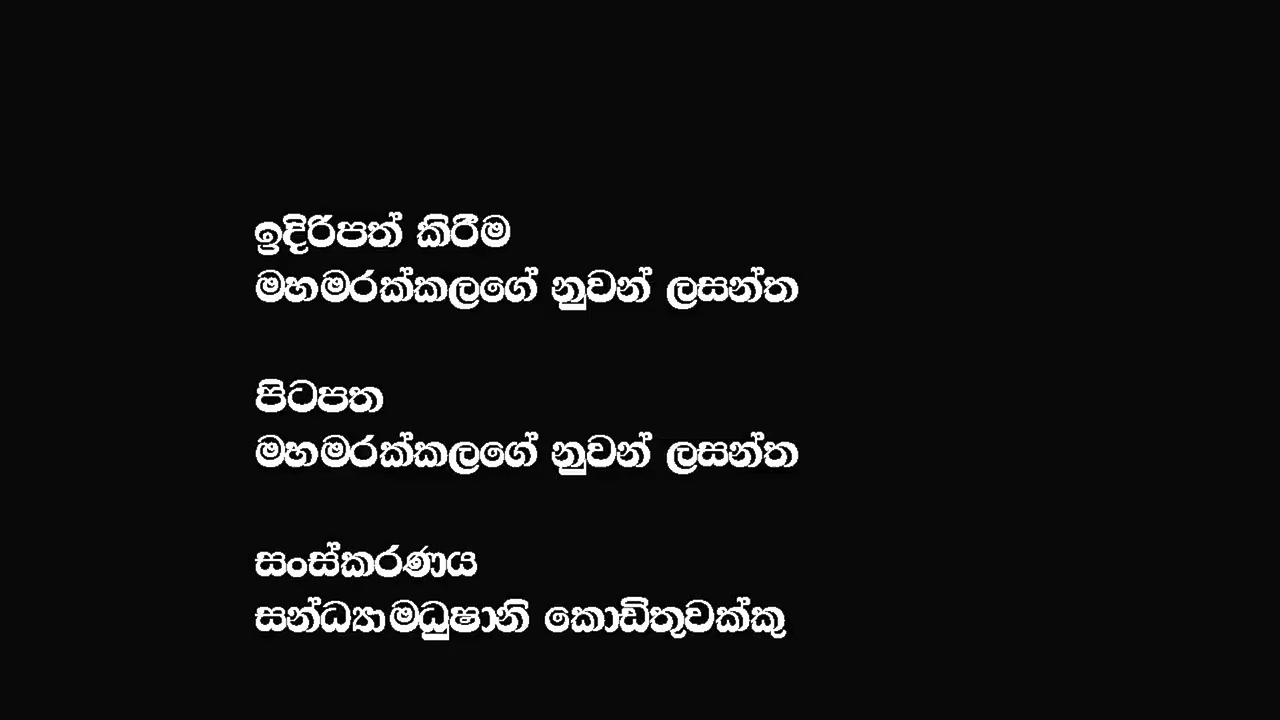 ඉදිරිපත් කිරීම
මහමරක්කලගේ නුවන් ලසන්ත
පිටපත
මහමරක්කලගේ නුවන් ලසන්ත
සංස්කරණය
සන්ධ්‍යාමධුෂානි කොඩිතුවක්කු